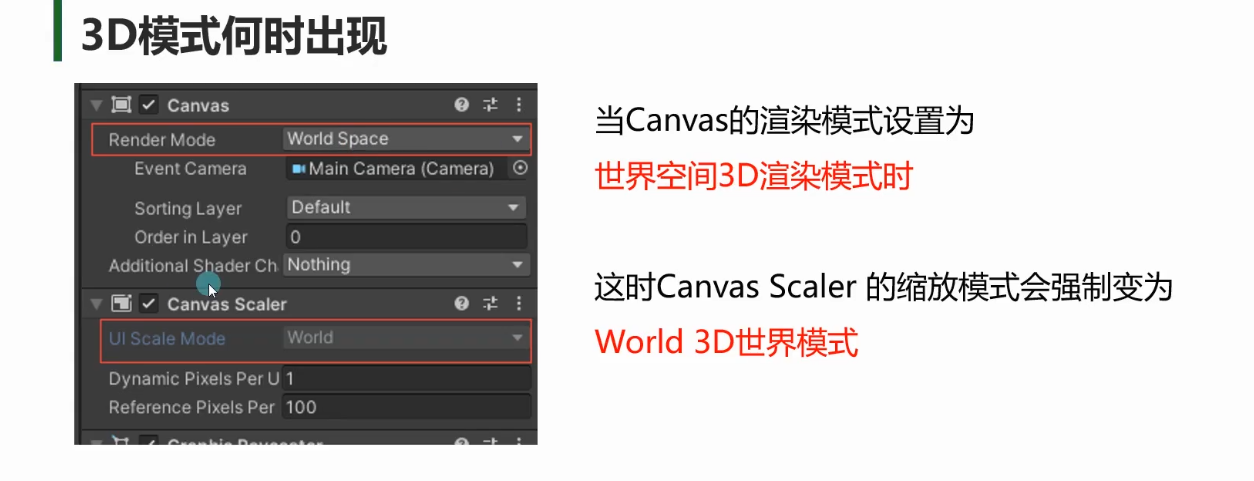 3D模式何时出现
Canvas
Render Mode World Space
Event Camera Main Camera (Camera)
Sorting Layer Default
Order in Layer 0
Additional Shader Ch Nothing
Canvas Scaler
UI Scale Mode World
Dynamic Pixels Per U 1
Reference Pixels Per 100
Graphic Raycaster
当Canvas的渲染模式设置为
世界空间3D渲染模式时
这时Canvas Scaler 的缩放模式会强制变为
World 3D世界模式